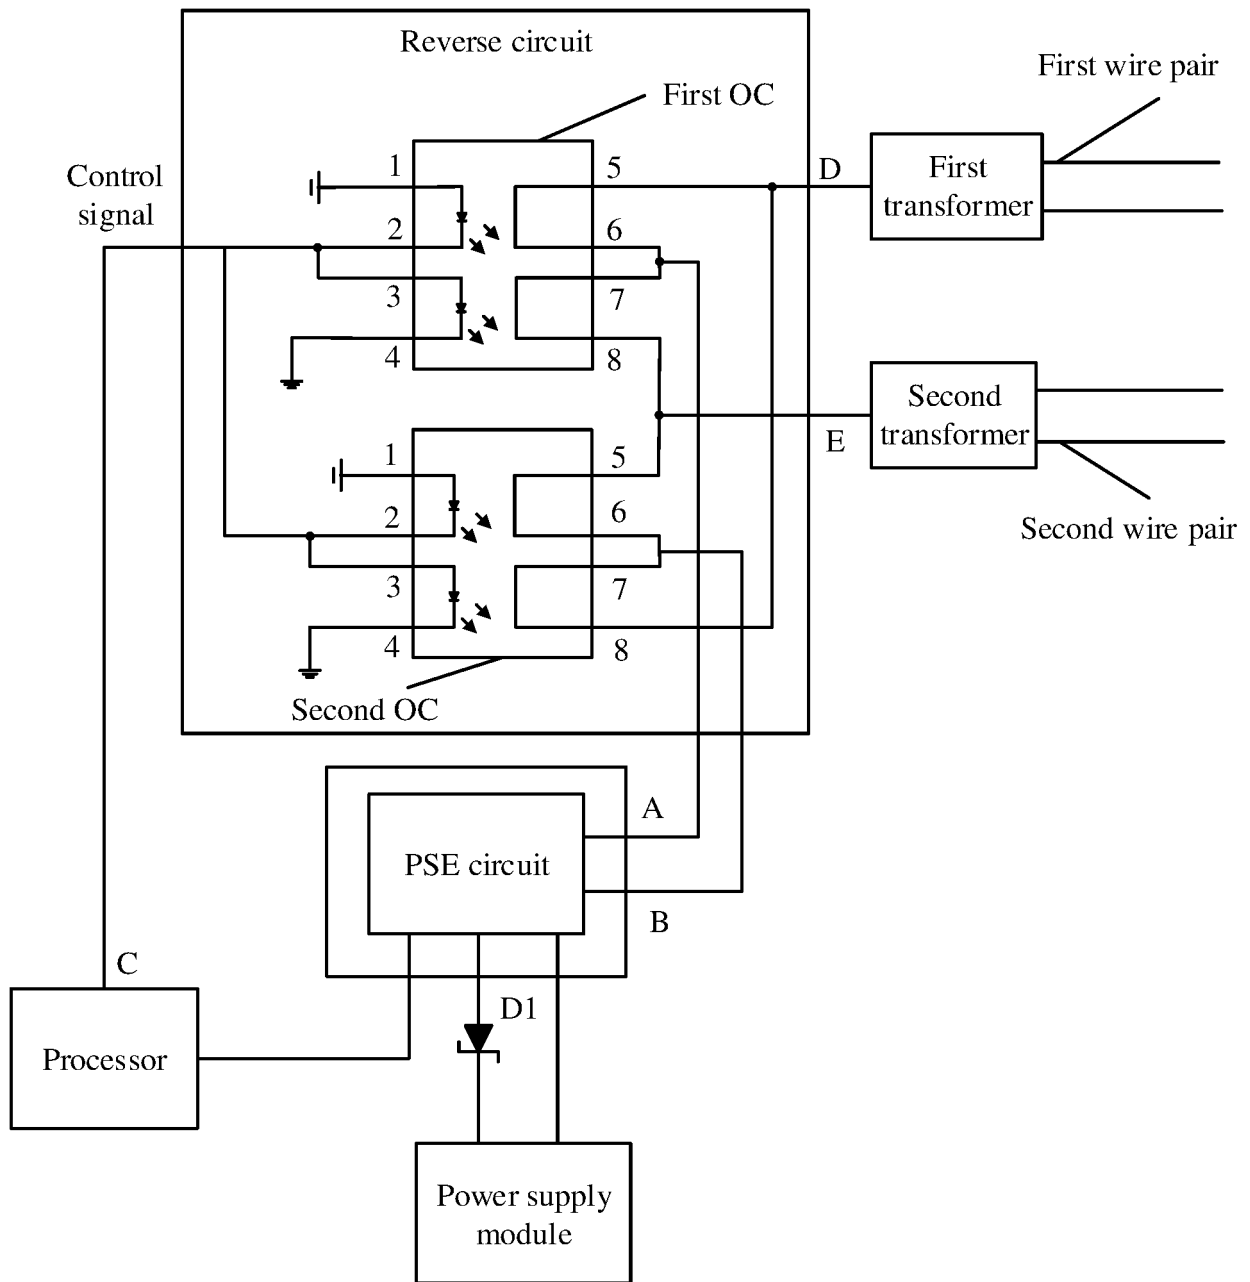 Reverse circuit
First OC
First wire pair
Control
signal
1
2
3
4
5
6
7
8
D
First
transformer
E
Second
transformer
Second wire pair
1
2
3
4
5
6
7
8
Second OC
A
PSE circuit
B
C
D1
Processor
Power supply
module